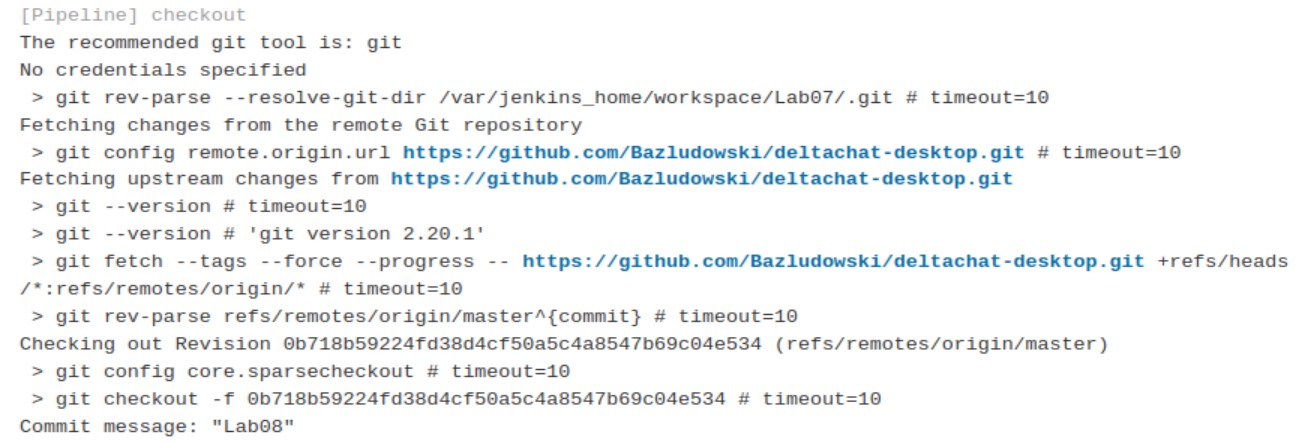 [Pipeline] checkout
The recommended git tool is: git
No credentials specified
 > git rev-parse --resolve-git-dir /var/jenkins_home/workspace/Lab07/.git # timeout=10
Fetching changes from the remote Git repository
 > git config remote.origin.url https://github.com/Bazludowski/deltachat-desktop.git # timeout=10
Fetching upstream changes from https://github.com/Bazludowski/deltachat-desktop.git
 > git --version # timeout=10
 > git --version # 'git version 2.20.1'
 > git fetch --tags --force --progress -- https://github.com/Bazludowski/deltachat-desktop.git +refs/heads
/*:refs/remotes/origin/* # timeout=10
 > git rev-parse refs/remotes/origin/master^{commit} # timeout=10
Checking out Revision 0b718b59224fd38d4cf50a5c4a8547b69c04e534 (refs/remotes/origin/master)
 > git config core.sparsecheckout # timeout=10
 > git checkout -f 0b718b59224fd38d4cf50a5c4a8547b69c04e534 # timeout=10
Commit message: "Lab08"